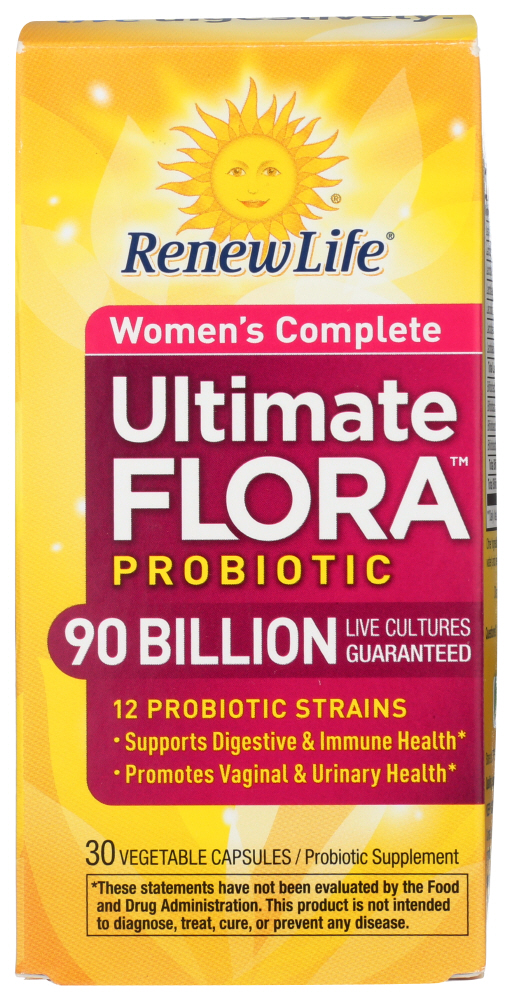 RenewLife®
Women's Complete
Ultimate
FLORA™
PROBIOTIC
90 BILLION LIVE CULTURES GUARANTEED
12 PROBIOTIC STRAINS
• Supports Digestive & Immune Health*
• Promotes Vaginal & Urinary Health*
30 VEGETABLE CAPSULES / Probiotic Supplement
*These statements have not been evaluated by the Food
and Drug Administration. This product is not intended
to diagnose, treat, cure, or prevent any disease.